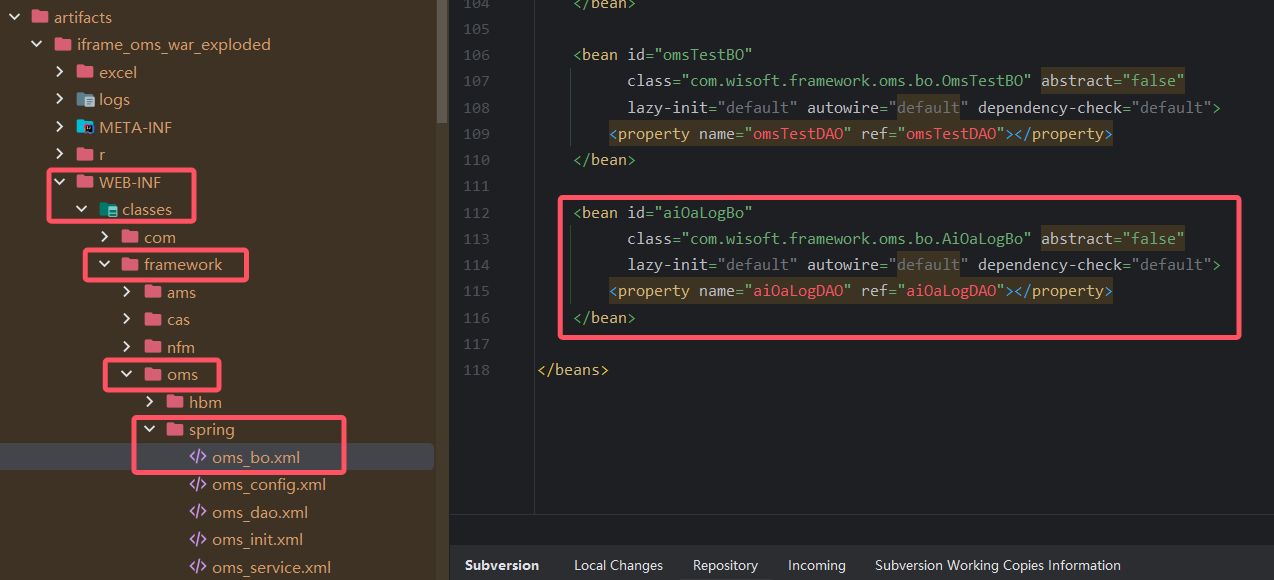 artifacts
iframe_oms_war_exploded
excel
logs
META-INF
r
WEB-INF
classes
com
framework
ams
cas
nfm
oms
hbm
spring
</> oms_bo.xml
</> oms_config.xml
</> oms_dao.xml
</> oms_init.xml
</> oms_service.xml
104 </bean>
105
106 <bean id="omsTestBO"
107 class="com.wisoft.framework.oms.bo.OmsTestBO" abstract="false"
108 lazy-init="default" autowire="default" dependency-check="default">
109 <property name="omsTestDAO" ref="omsTestDAO"></property>
110 </bean>
111
112 <bean id="aiOaLogBo"
113 class="com.wisoft.framework.oms.bo.AiOaLogBo" abstract="false"
114 lazy-init="default" autowire="default" dependency-check="default">
115 <property name="aiOaLogDAO" ref="aiOaLogDAO"></property>
116 </bean>
117
118 </beans>
Subversion Local Changes Repository Incoming Subversion Working Copies Information